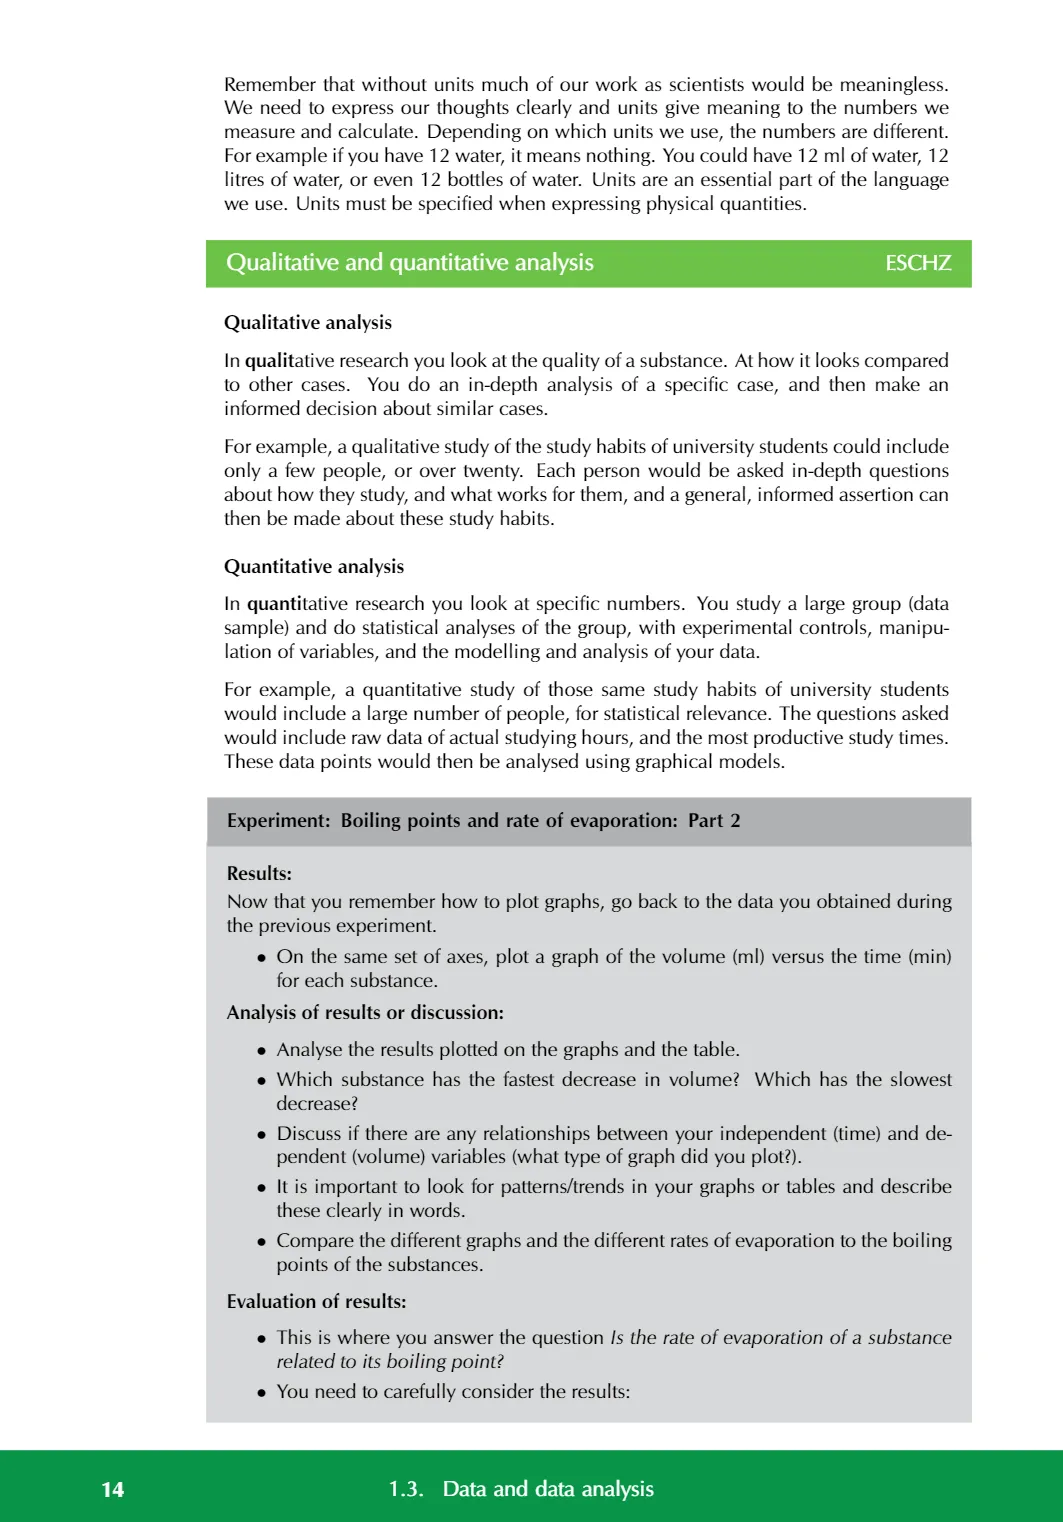 Remember that without units much of our work as scientists would be meaningless.
We need to express our thoughts clearly and units give meaning to the numbers we
measure and calculate. Depending on which units we use, the numbers are different.
For example if you have 12 water, it means nothing. You could have 12 ml of water, 12
litres of water, or even 12 bottles of water. Units are an essential part of the language
we use. Units must be specified when expressing physical quantities.
Qualitative and quantitative analysis ESCHZ
Qualitative analysis
In qualitative research you look at the quality of a substance. At how it looks compared
to other cases. You do an in-depth analysis of a specific case, and then make an
informed decision about similar cases.
For example, a qualitative study of the study habits of university students could include
only a few people, or over twenty. Each person would be asked in-depth questions
about how they study, and what works for them, and a general, informed assertion can
then be made about these study habits.
Quantitative analysis
In quantitative research you look at specific numbers. You study a large group (data
sample) and do statistical analyses of the group, with experimental controls, manipu-
lation of variables, and the modelling and analysis of your data.
For example, a quantitative study of those same study habits of university students
would include a large number of people, for statistical relevance. The questions asked
would include raw data of actual studying hours, and the most productive study times.
These data points would then be analysed using graphical models.
Experiment: Boiling points and rate of evaporation: Part 2
Results:
Now that you remember how to plot graphs, go back to the data you obtained during
the previous experiment.
• On the same set of axes, plot a graph of the volume (ml) versus the time (min)
for each substance.
Analysis of results or discussion:
• Analyse the results plotted on the graphs and the table.
• Which substance has the fastest decrease in volume? Which has the slowest
decrease?
• Discuss if there are any relationships between your independent (time) and de-
pendent (volume) variables (what type of graph did you plot?).
• It is important to look for patterns/trends in your graphs or tables and describe
these clearly in words.
• Compare the different graphs and the different rates of evaporation to the boiling
points of the substances.
Evaluation of results:
• This is where you answer the question Is the rate of evaporation of a substance
related to its boiling point?
• You need to carefully consider the results:
14 1.3. Data and data analysis